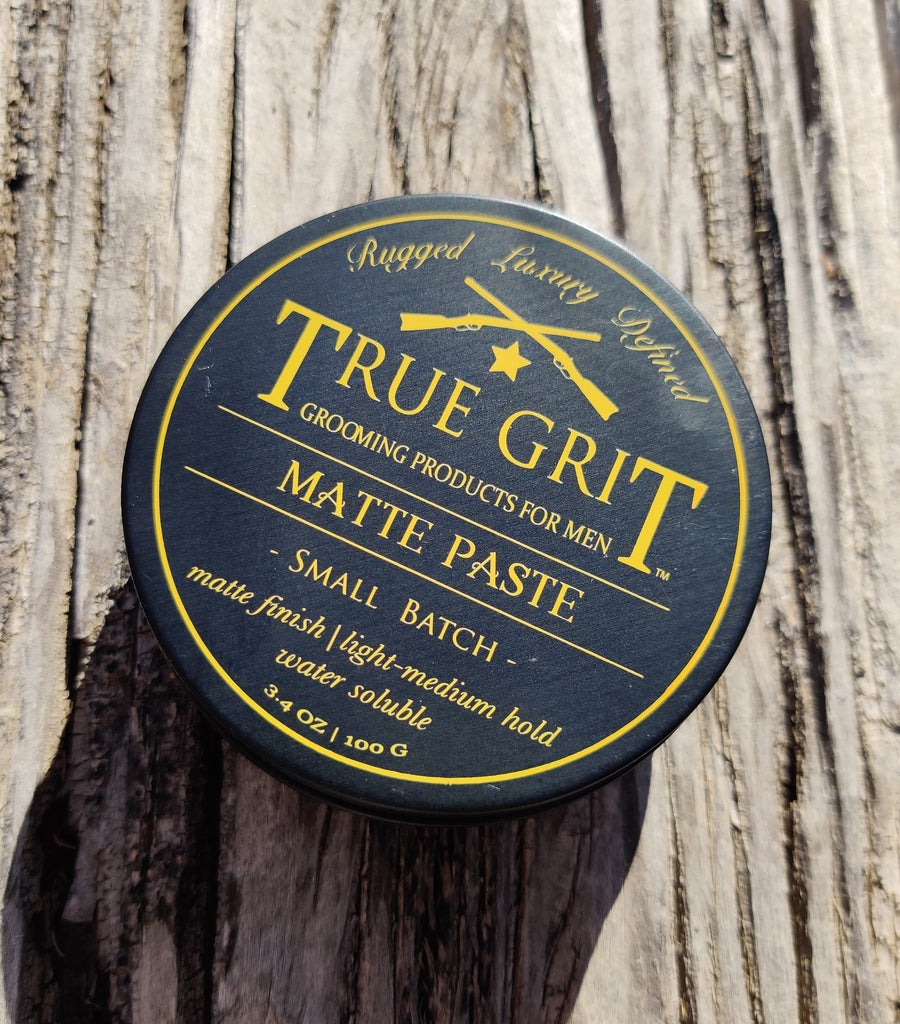 Rugged Luxury Defined
TRUE GRIT
GROOMING PRODUCTS FOR MEN
™
MATTE PASTE
- SMALL BATCH -
matte finish | light-medium hold
water soluble
3.4 OZ | 100 G